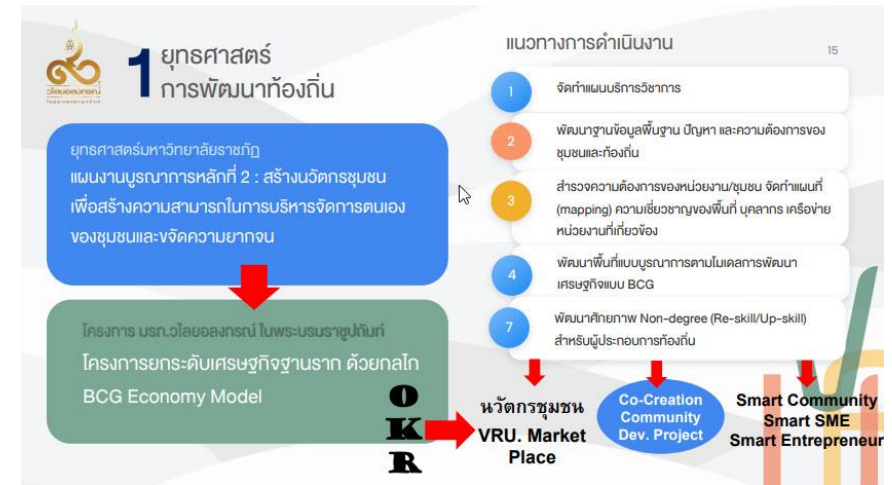 วไลยอลงกรณ์
1
ยุทธศาสตร์
การพัฒนาท้องถิ่น
ยุทธศาสตร์มหาวิทยาลัยราชภัฏ
แผนงานบูรณาการหลักที่ 2 : สร้างนวัตกรชุมชน
เพื่อสร้างความสามารถในการบริหารจัดการตนเอง
ของชุมชนและขจัดความยากจน
โครงการ มรภ.วไลยอลงกรณ์ ในพระบรมราชูปถัมภ์
โครงการยกระดับเศรษฐกิจฐานราก ด้วยกลไก
BCG Economy Model
O
K
R
แนวทางการดำเนินงาน
15
1
จัดทำแผนบริการวิชาการ
2
พัฒนาฐานข้อมูลพื้นฐาน ปัญหา และความต้องการของ
ชุมชนและท้องถิ่น
3
สำรวจความต้องการของหน่วยงาน/ชุมชน จัดทำแผนที่
(mapping) ความเชี่ยวชาญของพื้นที่ บุคลากร เครือข่าย
หน่วยงานที่เกี่ยวข้อง
4
พัฒนาพื้นที่แบบบูรณาการตามโมเดลการพัฒนา
เศรษฐกิจแบบ BCG
7
พัฒนาศักยภาพ Non-degree (Re-skill/Up-skill)
สำหรับผู้ประกอบการท้องถิ่น
นวัตกรชุมชน
VRU. Market
Place
Co-Creation
Community
Dev. Project
Smart Community
Smart SME
Smart Entrepreneur